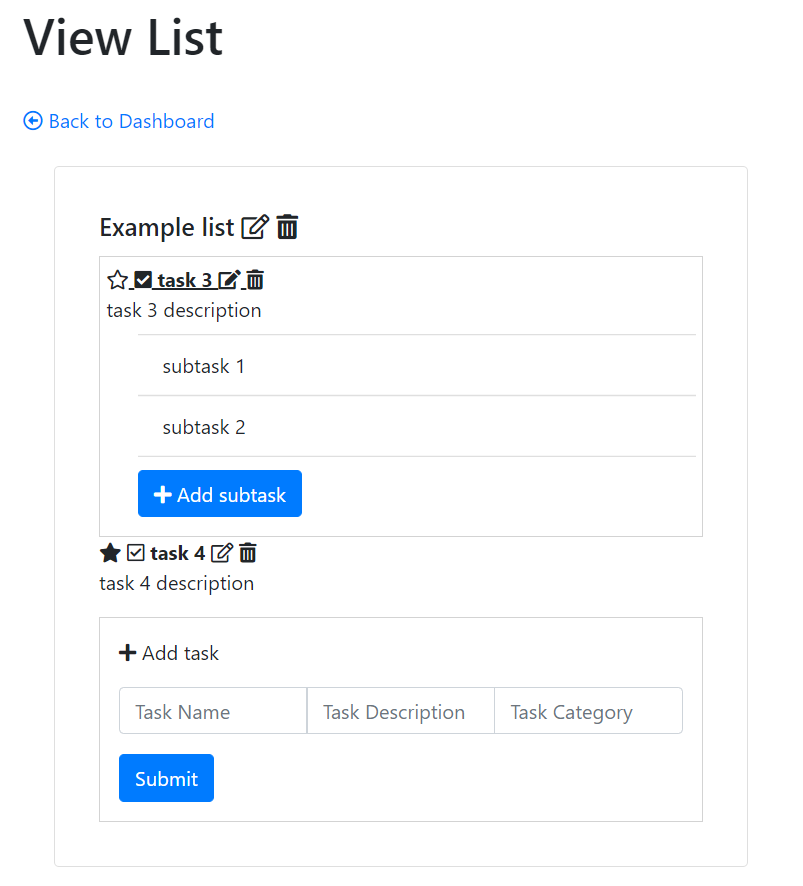 View List
Back to Dashboard
Example list
task 3
task 3 description
subtask 1
subtask 2
Add subtask
task 4
task 4 description
Add task
Task Name Task Description Task Category
Submit